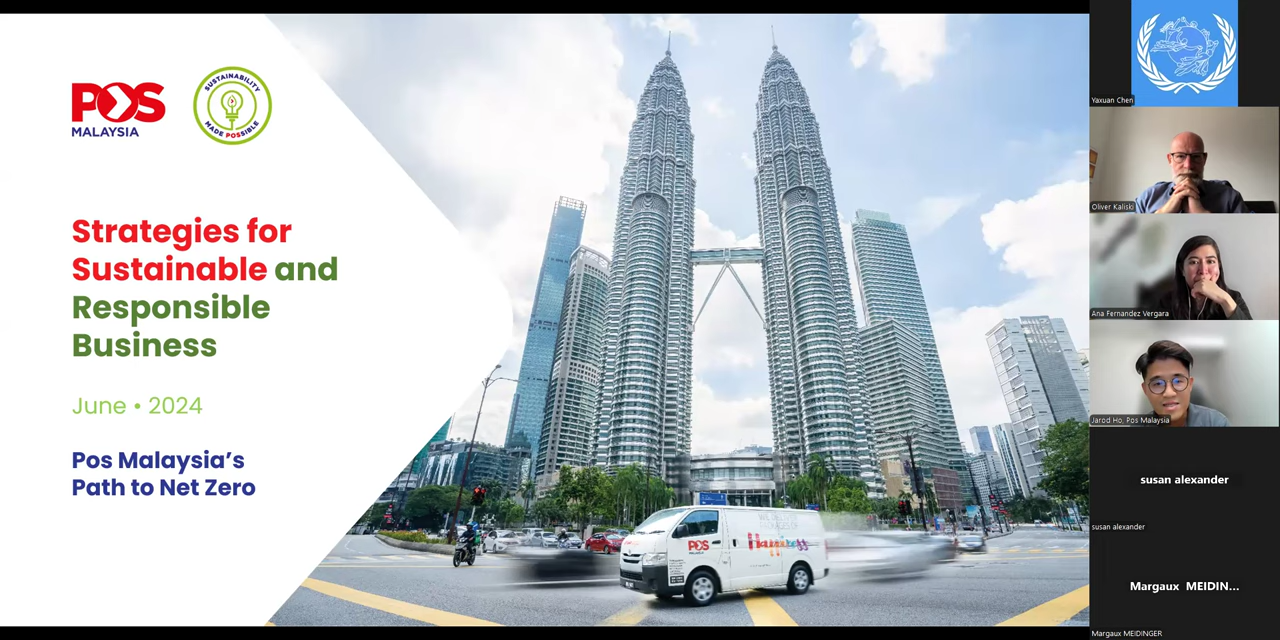 POS
MALAYSIA
SUSTAINABILITY
MADE POSSIBLE
Strategies for
Sustainable and
Responsible
Business
June • 2024
Pos Malaysia's
Path to Net Zero
POS
Happiness
Yaxuan Chen
Oliver Kaliski
Ana Fernandez Vergara
Jarod Ho, Pos Malaysia
susan alexander
susan alexander
Margaux MEIDIN...
Margaux MEIDINGER